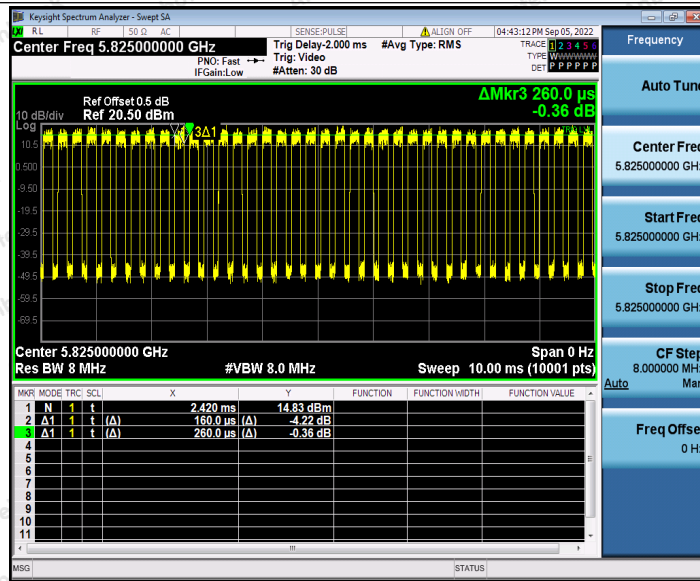 Keysight Spectrum Analyzer - Swept SA
RL RF 50 Ω AC SENSE:PULSE ALIGN OFF 04:43:12 PM Sep 05, 2022
Center Freq 5.825000000 GHz
PNO: Fast
IFGain:Low
Trig Delay-2.000 ms
Trig: Video
#Atten: 30 dB
#Avg Type: RMS
TRACE 1 2 3 4 5 6
TYPE WWWWWW
DET P P P P P P
ΔMkr3 260.0 µs
-0.36 dB
Ref Offset 0.5 dB
10 dB/div Ref 20.50 dBm
Log
3Δ1
10.5
0.500
-9.50
-19.5
-29.5
-39.5
-49.5
-59.5
-69.5
Center 5.825000000 GHz Span 0 Hz
Res BW 8 MHz #VBW 8.0 MHz Sweep 10.00 ms (10001 pts)
MKR MODE TRC SCL X Y FUNCTION FUNCTION WIDTH FUNCTION VALUE
1 N 1 t 2.420 ms 14.83 dBm
2 Δ1 1 t (Δ) 160.0 µs (Δ) -4.22 dB
3 Δ1 1 t (Δ) 260.0 µs (Δ) -0.36 dB
4
5
6
7
8
9
10
11
MSG STATUS
Frequency
Auto Tune
Center Freq
5.825000000 GHz
Start Freq
5.825000000 GHz
Stop Freq
5.825000000 GHz
CF Step
8.000000 MHz
Auto Man
Freq Offset
0 Hz